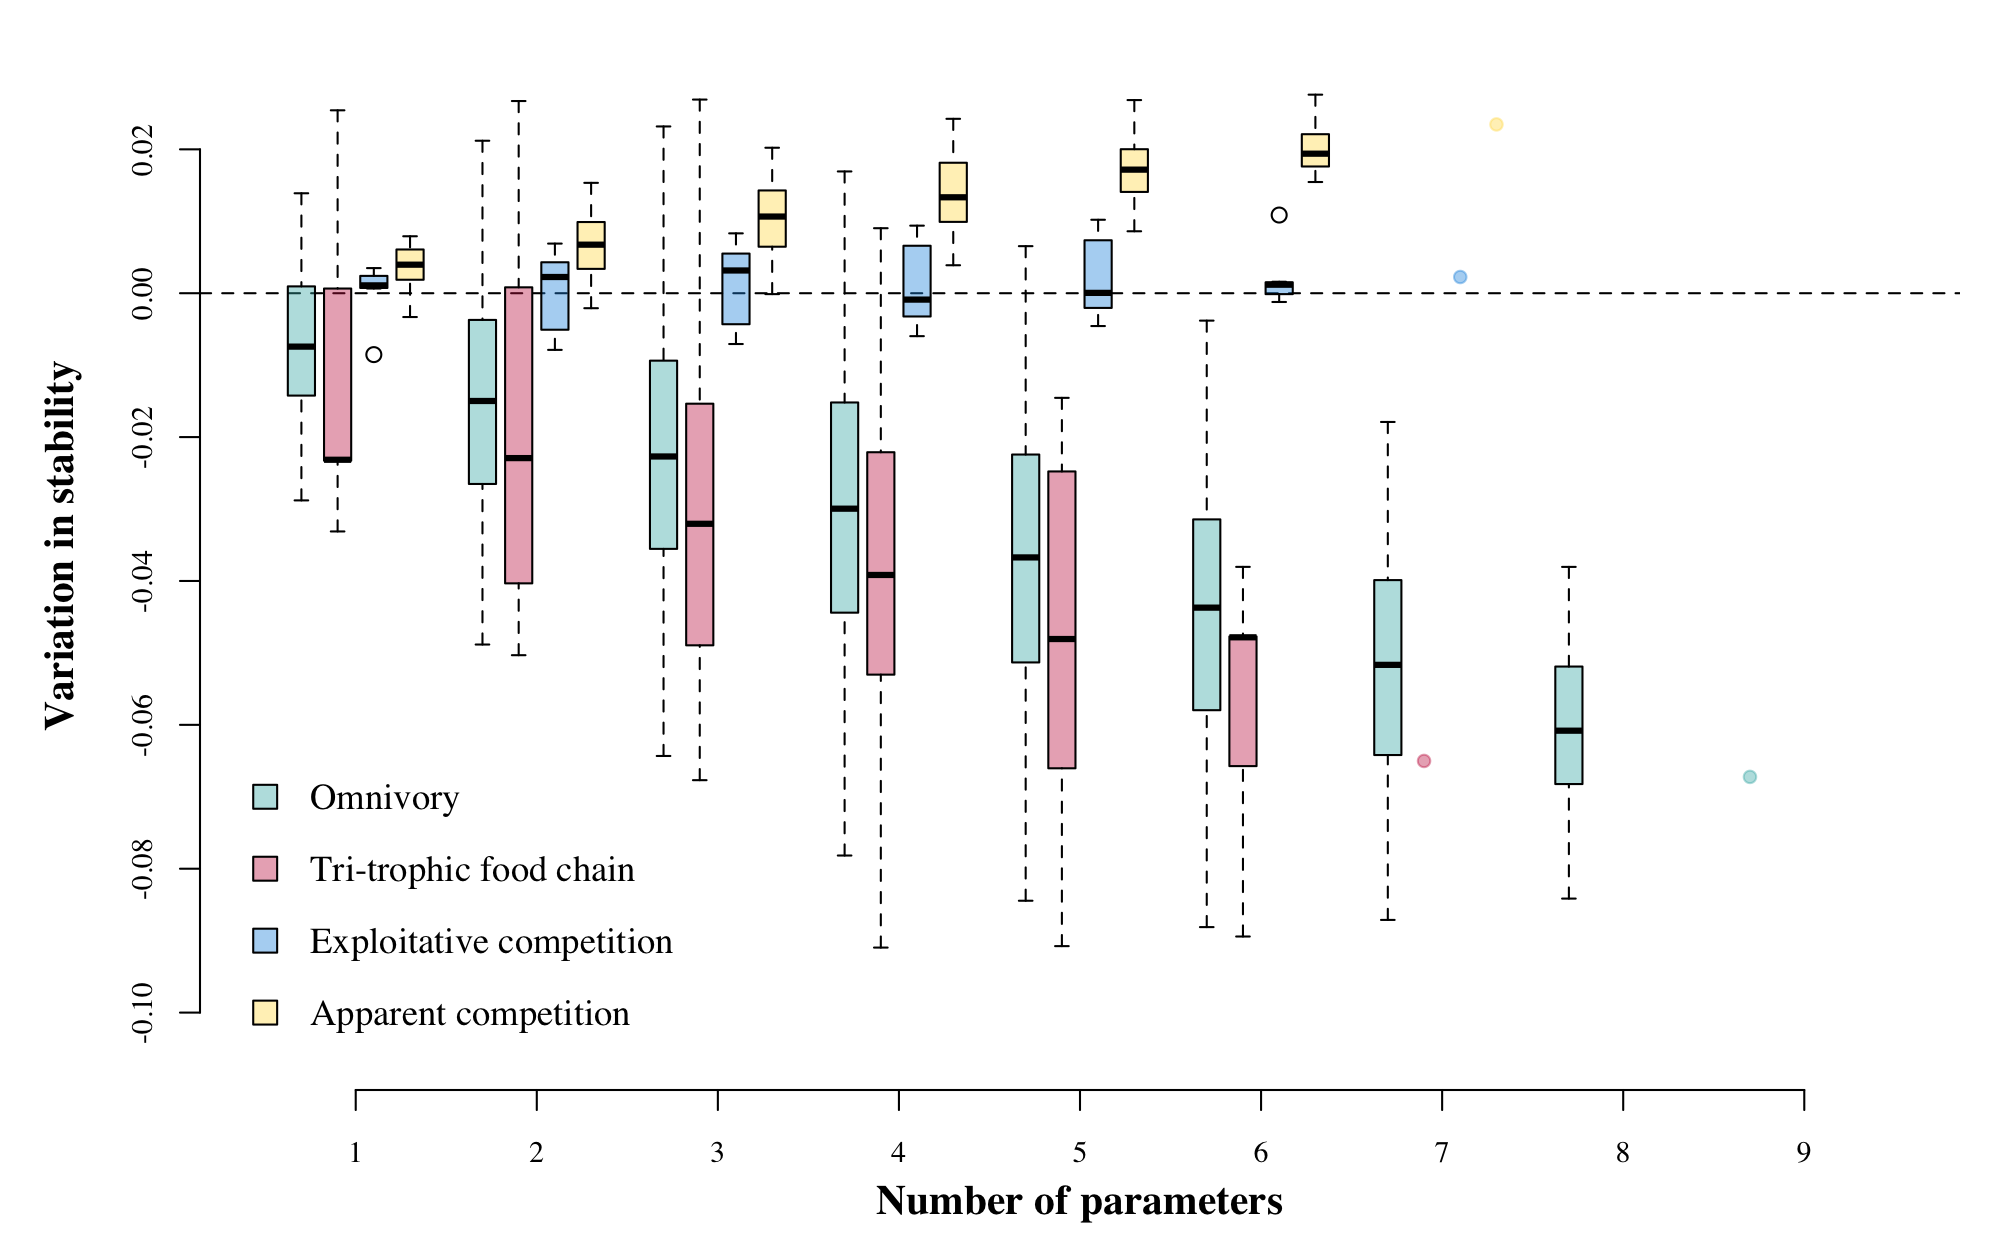 Variation in stability
0.02
0.00
-0.02
-0.04
-0.06
-0.08
-0.10
Omnivory
Tri-trophic food chain
Exploitative competition
Apparent competition
1 2 3 4 5 6 7 8 9
Number of parameters